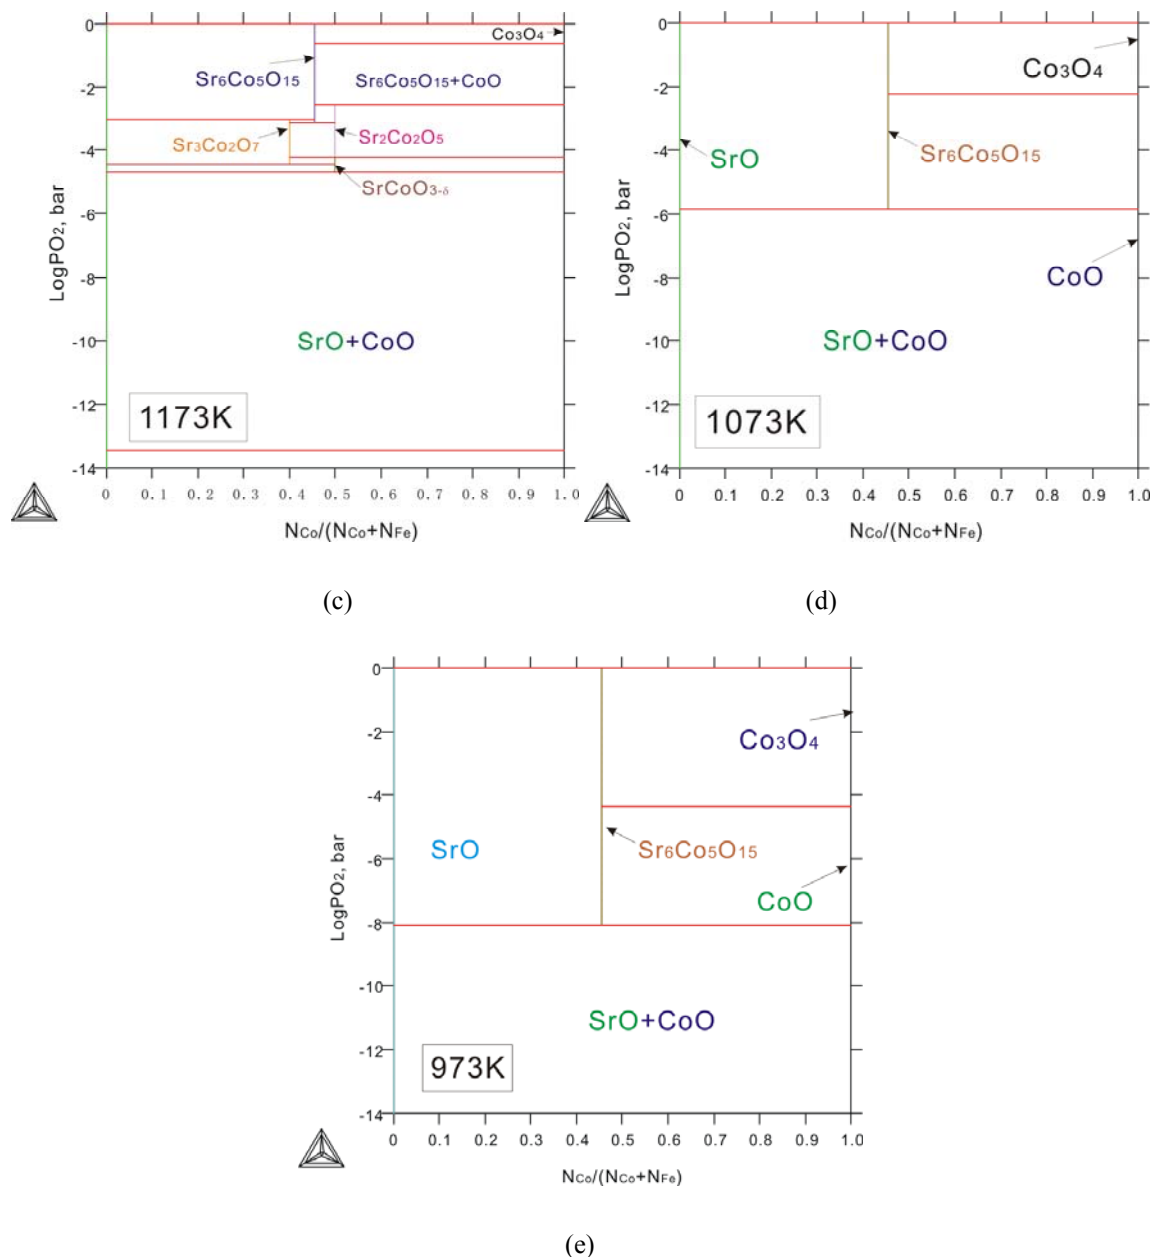 0
-2
-4
-6
-8
-10
-12
-14
LogPO2, bar
Co3O4
Sr6Co5O15
Sr6Co5O15+CoO
Sr3Co2O7
Sr2Co2O5
SrCoO3-δ
SrO+CoO
1173K
0 0.1 0.2 0.3 0.4 0.5 0.6 0.7 0.8 0.9 1.0
NCo/(NCo+NFe)
(c)
0
-2
-4
-6
-8
-10
-12
-14
LogPO2, bar
Co3O4
SrO
Sr6Co5O15
CoO
SrO+CoO
1073K
0 0.1 0.2 0.3 0.4 0.5 0.6 0.7 0.8 0.9 1.0
NCo/(NCo+NFe)
(d)
0
-2
-4
-6
-8
-10
-12
-14
LogPO2, bar
Co3O4
SrO
Sr6Co5O15
CoO
SrO+CoO
973K
0 0.1 0.2 0.3 0.4 0.5 0.6 0.7 0.8 0.9 1.0
NCo/(NCo+NFe)
(e)